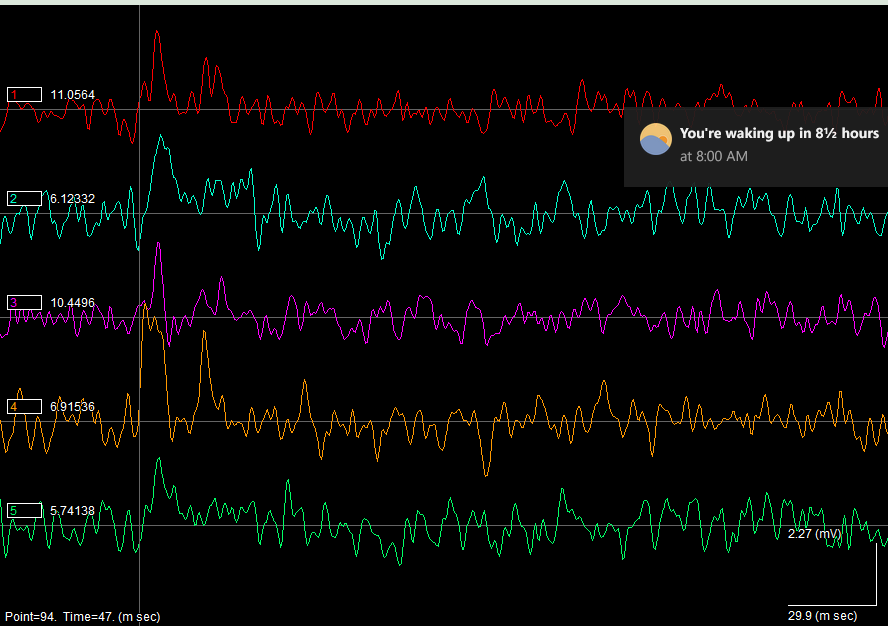 1 11.0564
You're waking up in 8½ hours
at 8:00 AM
2 6.12332
3 10.4496
4 6.91536
5 5.74138
2.27 (mV)
Point=94. Time=47. (m sec)
29.9 (m sec)